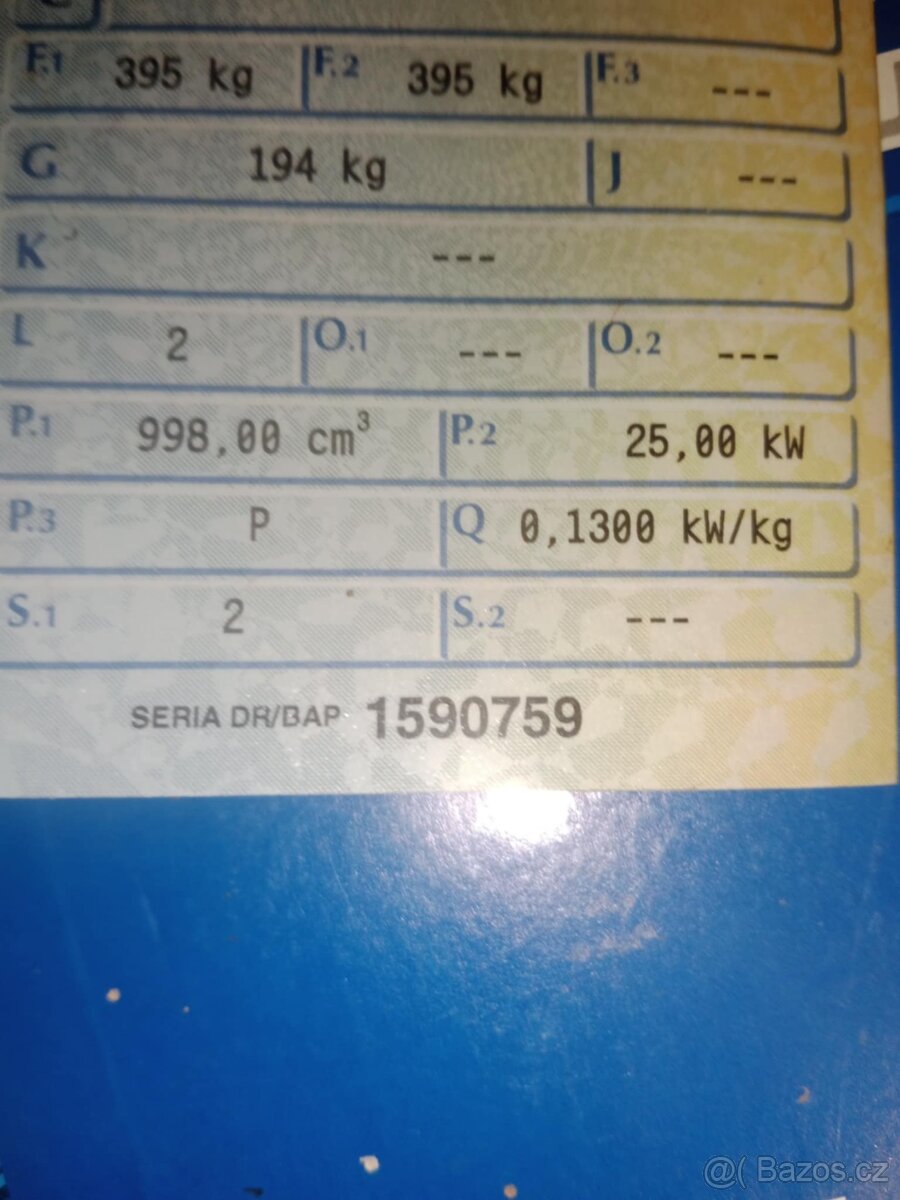 F.1 395 kg F.2 395 kg F.3 ---
G 194 kg J ---
K ---
L 2 O.1 --- O.2 ---
P.1 998,00 cm³ P.2 25,00 kW
P.3 P Q 0,1300 kW/kg
S.1 2 S.2 ---
SERIA DR/BAP 1590759
@( Bazos.cz